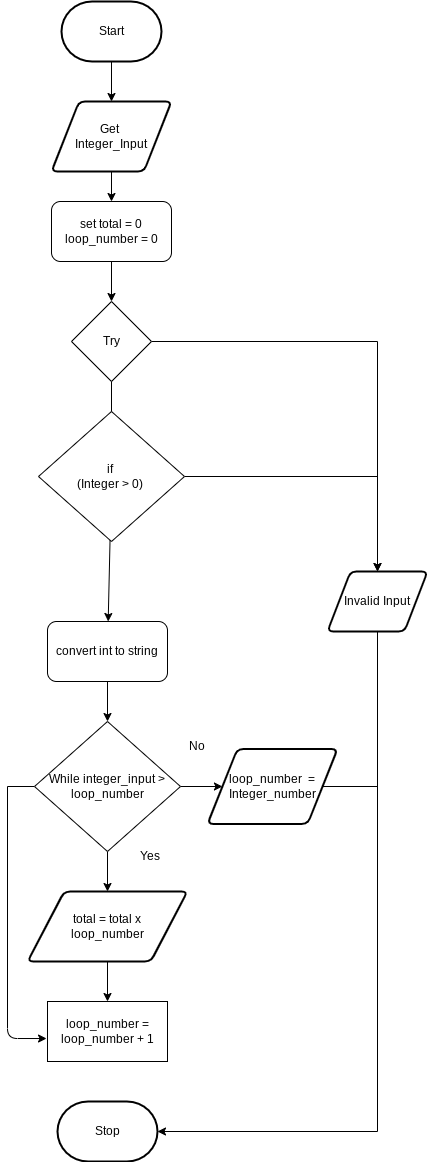 Start
Get
Integer_Input
set total = 0
loop_number = 0
Try
if
(Integer > 0)
Invalid Input
convert int to string
No
While integer_input >
loop_number
loop_number =
Integer_number
Yes
total = total x
loop_number
loop_number =
loop_number + 1
Stop